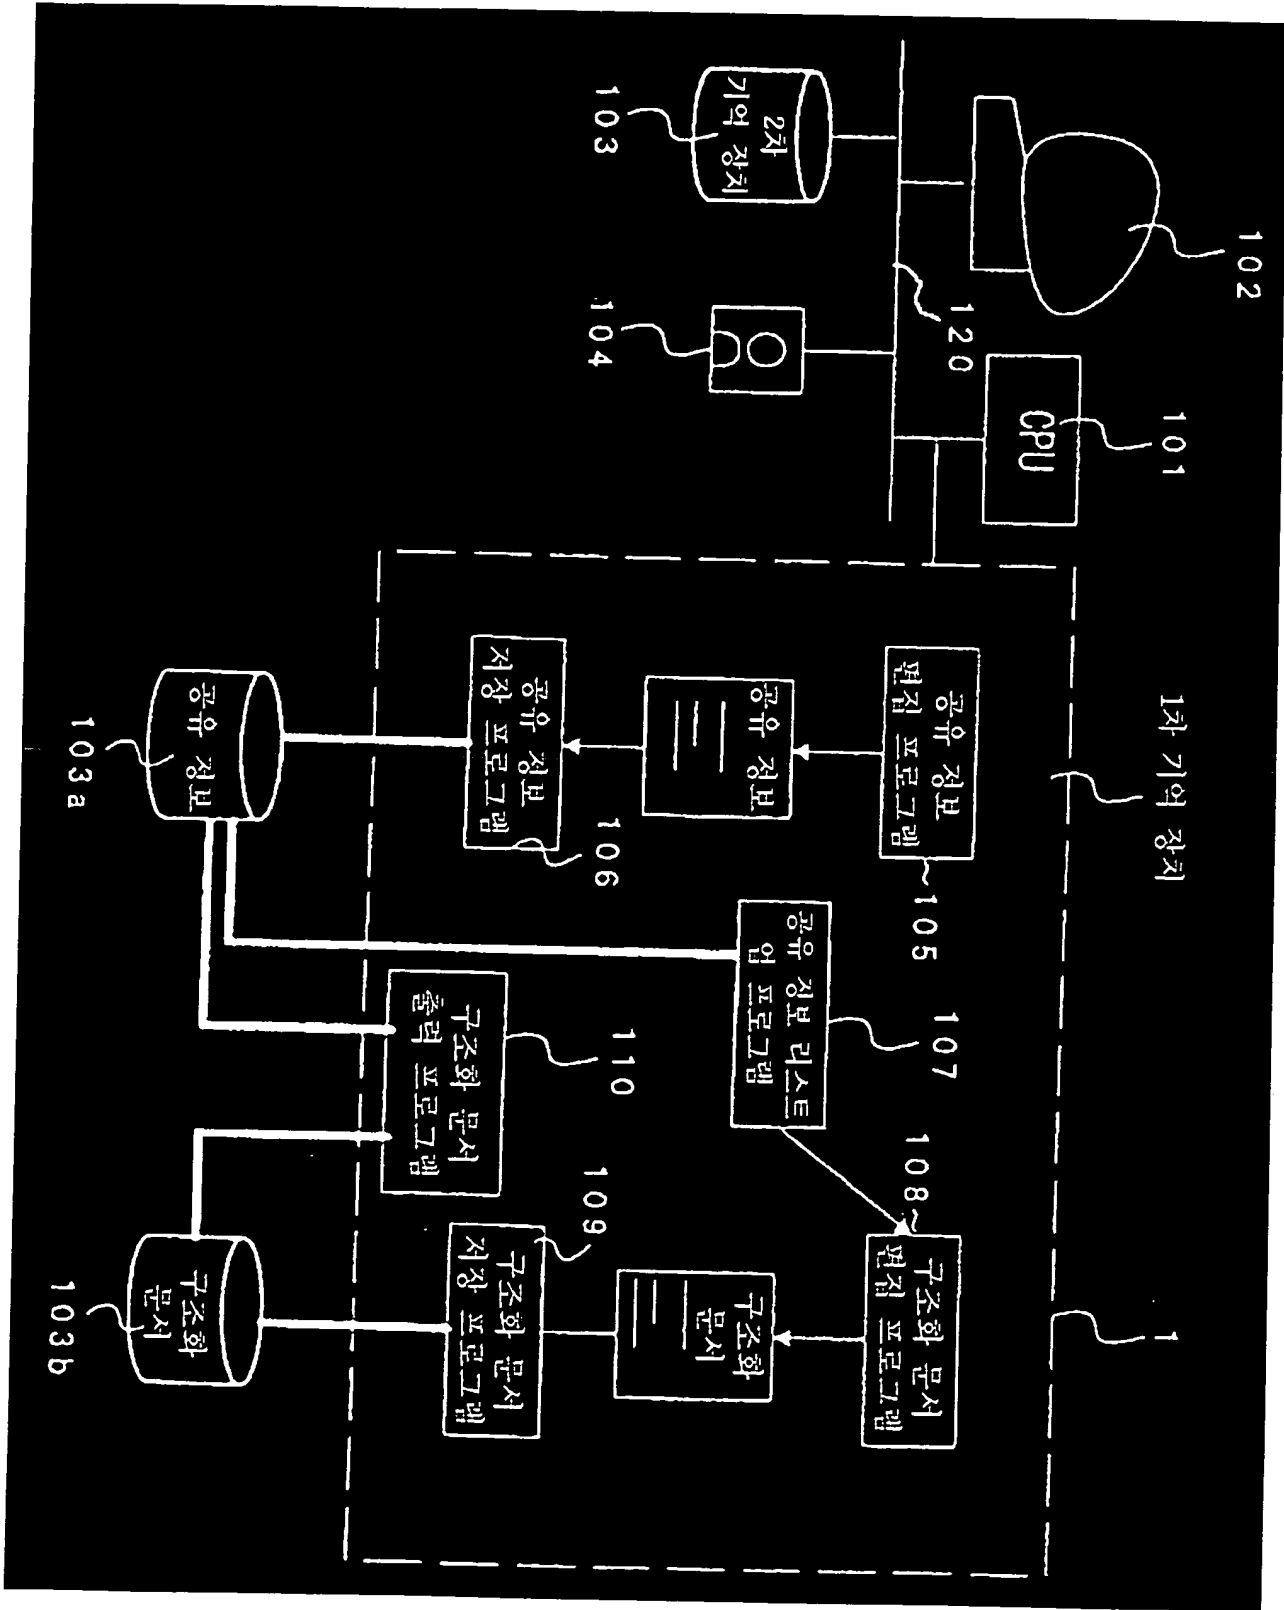 102
101
1차 기억 장치
1
CPU
120
공유 정보
편집 프로그램
105
107
108
구조화 문서
편집 프로그램
2차
기억 장치
103
104
공유 정보
공유 정보 리스트
업 프로그램
구조화
문서
공유 정보
저장 프로그램
106
110
109
구조화 문서
출력 프로그램
구조화 문서
저장 프로그램
공유 정보
103a
구조화
문서
103b